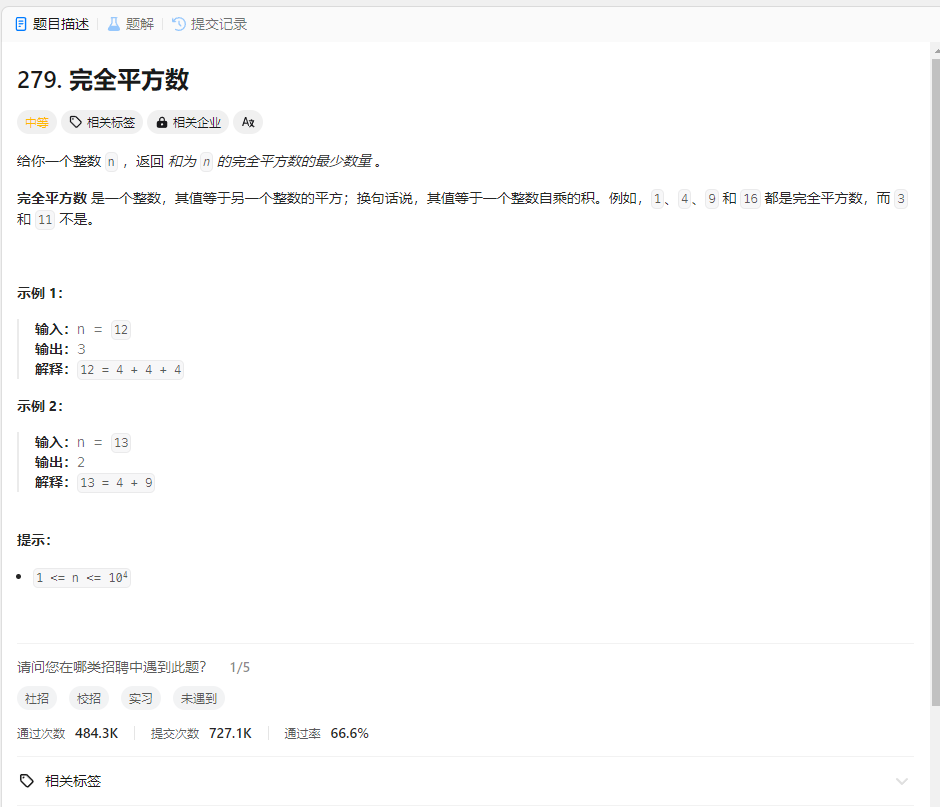 题目描述 题解 提交记录
279. 完全平方数
中等 相关标签 相关企业 A文
给你一个整数 n ，返回 和为 n 的完全平方数的最少数量 。
完全平方数 是一个整数，其值等于另一个整数的平方；换句话说，其值等于一个整数自乘的积。例如，1、4、9 和 16 都是完全平方数，而 3
和 11 不是。
示例 1：
输入：n = 12
输出：3
解释：12 = 4 + 4 + 4
示例 2：
输入：n = 13
输出：2
解释：13 = 4 + 9
提示：
1 <= n <= 10⁴
请问您在哪类招聘中遇到此题？ 1/5
社招 校招 实习 未遇到
通过次数 484.3K 提交次数 727.1K 通过率 66.6%
相关标签